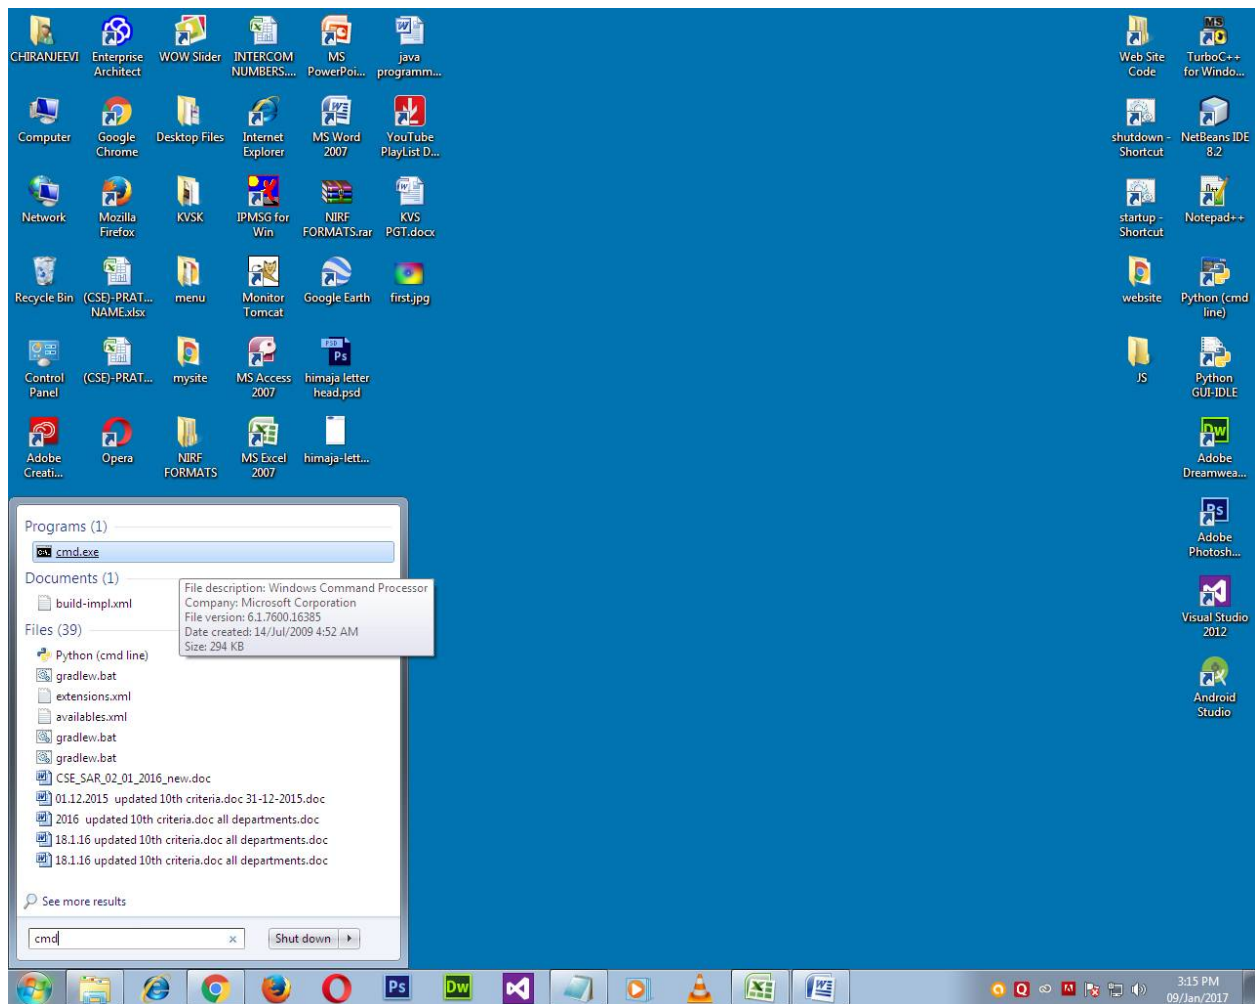 CHIRANJEEVI
Enterprise
Architect
WOW Slider
INTERCOM
NUMBERS....
MS
PowerPoi...
java
programm...
Web Site
Code
MS
TurboC++
for Windo...
Computer
Google
Chrome
Desktop Files
Internet
Explorer
MS Word
2007
YouTube
PlayList D...
shutdown -
Shortcut
NetBeans IDE
8.2
Network
Mozilla
Firefox
KVSK
IPMSG for
Win
NIRF
FORMATS.rar
KVS
PGT.docx
startup -
Shortcut
Notepad++
Recycle Bin
(CSE)-PRAT...
NAME.xlsx
menu
Monitor
Tomcat
Google Earth
first.jpg
website
Python (cmd
line)
Control
Panel
(CSE)-PRAT...
mysite
MS Access
2007
PSD
Ps
himaja letter
head.psd
JS
Python
GUI-IDLE
Adobe
Creati...
Opera
NIRF
FORMATS
MS Excel
2007
himaja-lett...
Dw
Adobe
Dreamwea...
Ps
Adobe
Photosh...
Visual Studio
2012
Android
Studio
Programs (1)
cmd.exe
Documents (1)
build-impl.xml
File description: Windows Command Processor
Company: Microsoft Corporation
File version: 6.1.7600.16385
Date created: 14/Jul/2009 4:52 AM
Size: 294 KB
Files (39)
Python (cmd line)
gradlew.bat
extensions.xml
availables.xml
gradlew.bat
gradlew.bat
CSE_SAR_02_01_2016_new.doc
01.12.2015 updated 10th criteria.doc 31-12-2015.doc
2016 updated 10th criteria.doc all departments.doc
18.1.16 updated 10th criteria.doc all departments.doc
18.1.16 updated 10th criteria.doc all departments.doc
See more results
cmd
Shut down
Ps
Dw
3:15 PM
09/Jan/2017